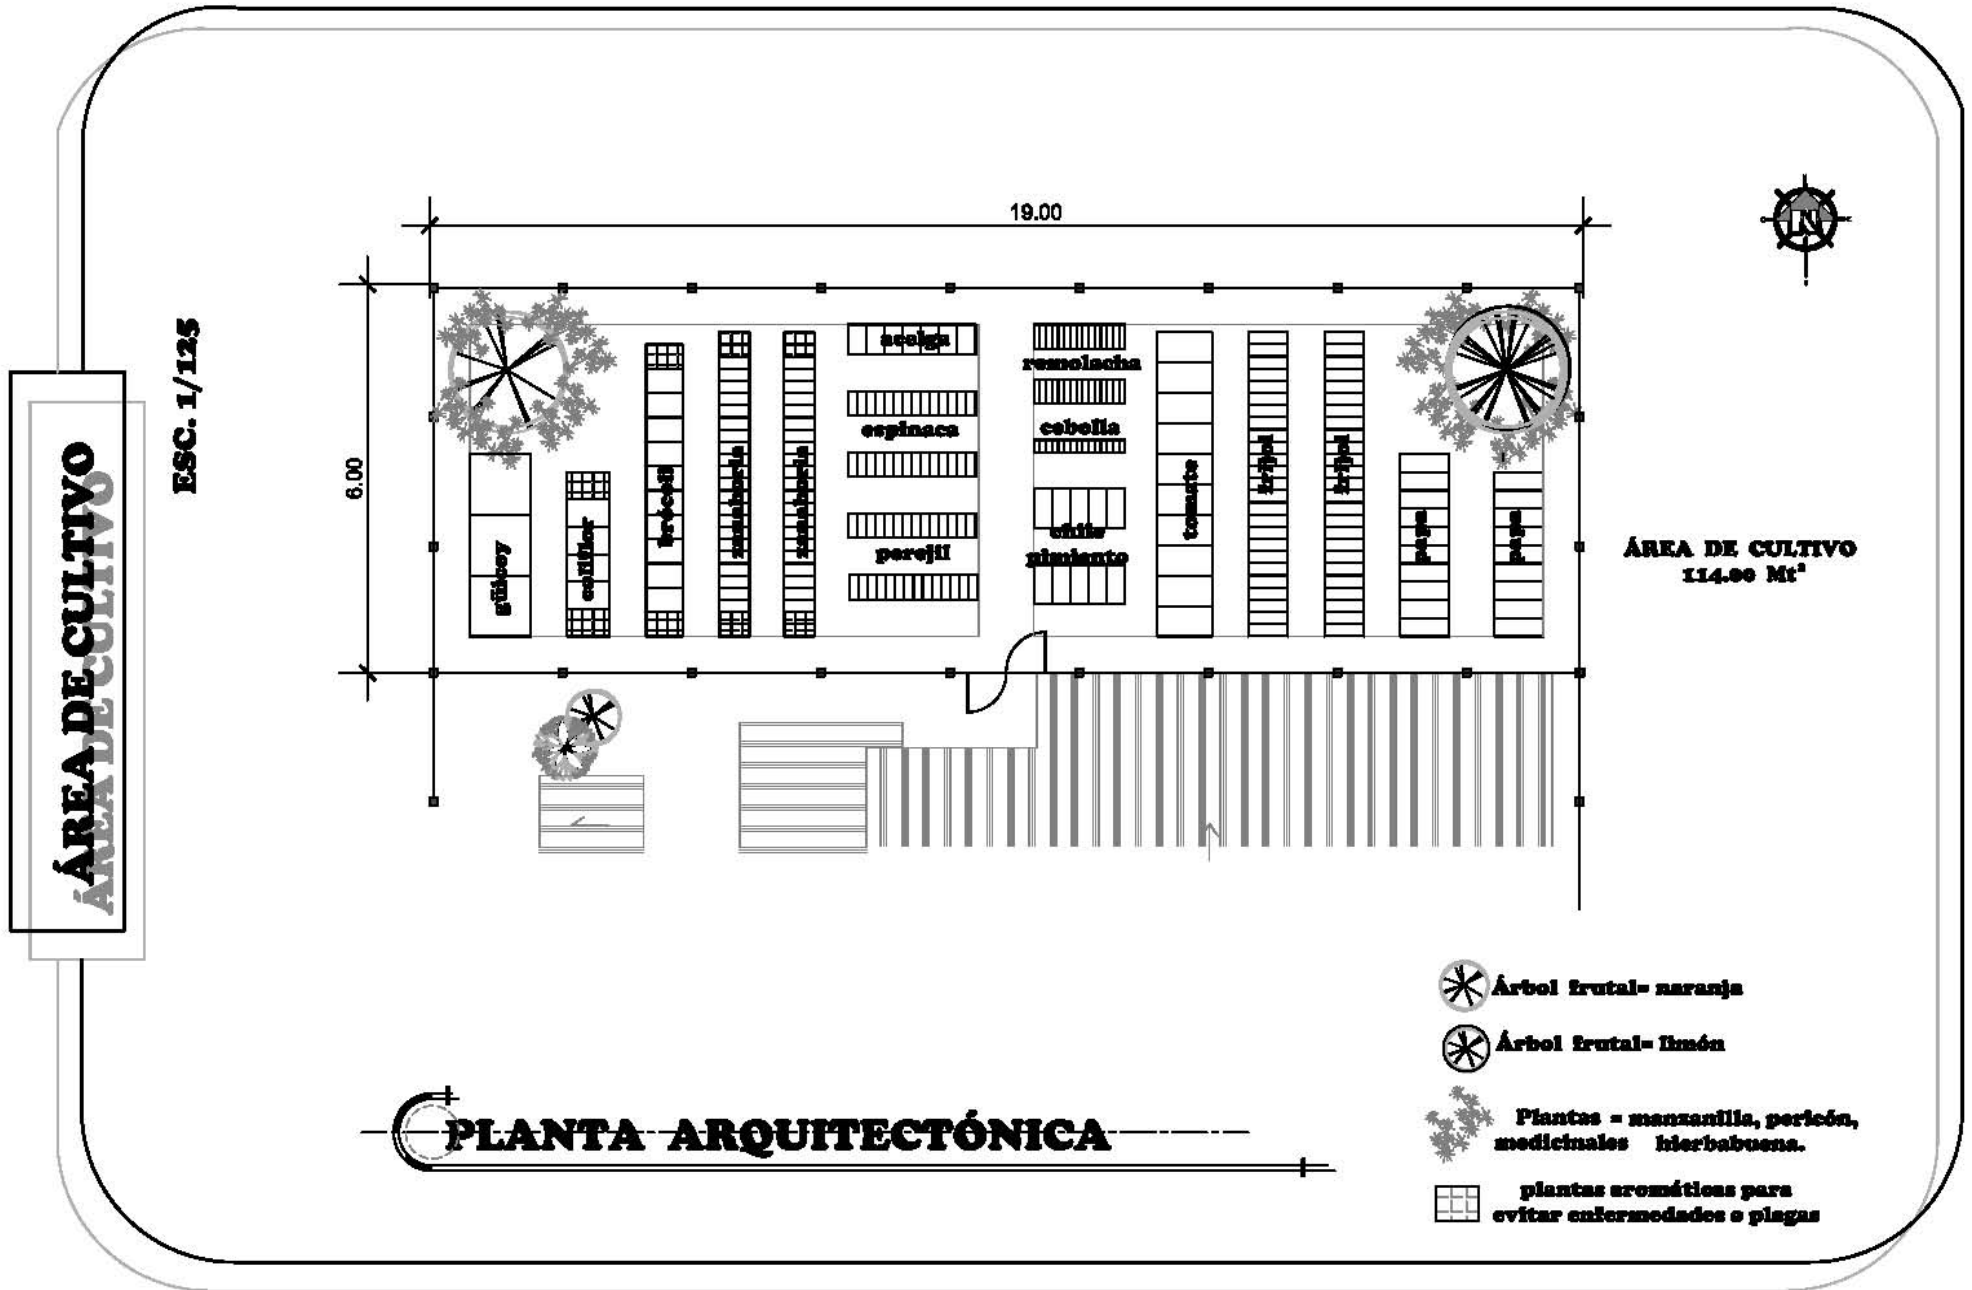 19.00
N
ESC. 1/125
6.00
ÁREA DE CULTIVO
acelga
remolacha
espinaca
cebolla
güicoy
coliflor
brócoli
zanahoria
zanahoria
perejil
chile
pimiento
tomate
frijol
frijol
papa
papa
ÁREA DE CULTIVO
114.00 Mt²
Árbol frutal= naranja
Árbol frutal= limón
Plantas = manzanilla, pericón,
medicinales hierbabuena.
plantas aromáticas para
evitar enfermedades o plagas
PLANTA ARQUITECTÓNICA